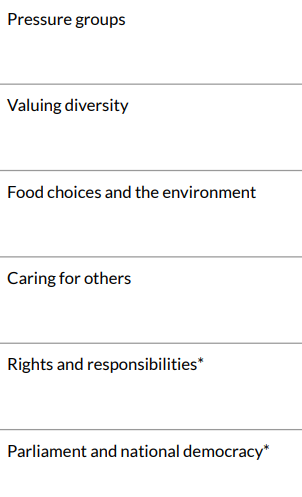 Pressure groups
Valuing diversity
Food choices and the environment
Caring for others
Rights and responsibilities*
Parliament and national democracy*